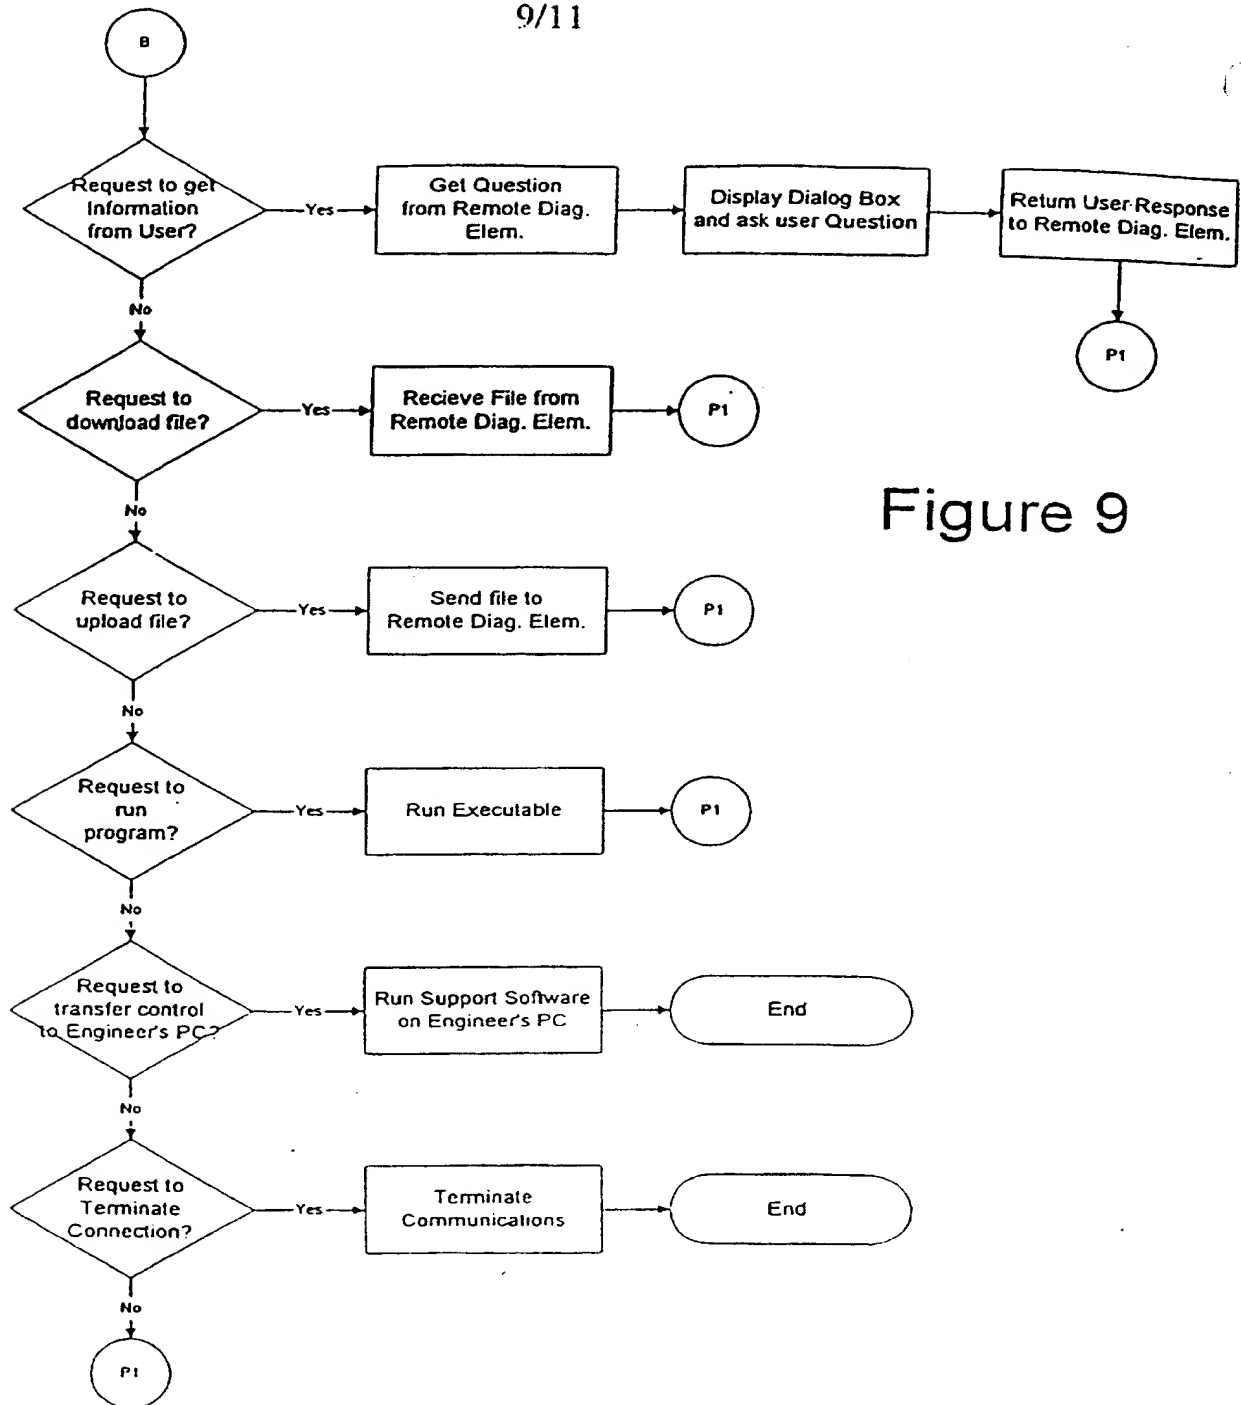 9/11
B
Request to get
Information
from User?
Yes
Get Question
from Remote Diag.
Elem.
Display Dialog Box
and ask user Question
Return User Response
to Remote Diag. Elem.
P1
No
Request to
download file?
Yes
Recieve File from
Remote Diag. Elem.
P1
Figure 9
No
Request to
upload file?
Yes
Send file to
Remote Diag. Elem.
P1
No
Request to
run
program?
Yes
Run Executable
P1
No
Request to
transfer control
to Engineer's PC?
Yes
Run Support Software
on Engineer's PC
End
No
Request to
Terminate
Connection?
Yes
Terminate
Communications
End
No
P1